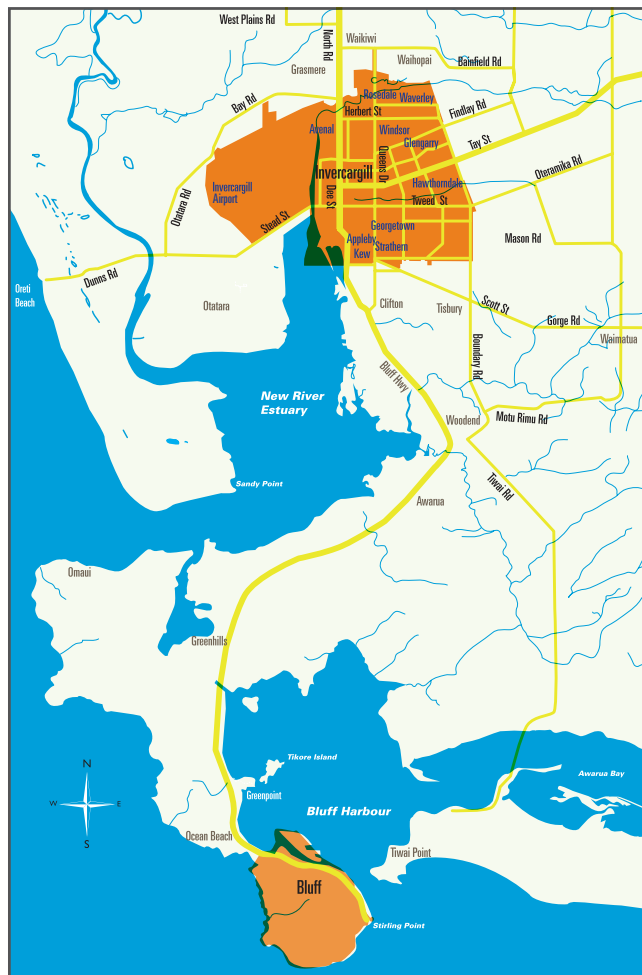 West Plains Rd
North Rd
Waikiwi
Waihopai
Bainfield Rd
Grasmere
Rosedale
Waverley
Bay Rd
Herbert St
Findlay Rd
Avenal
Windsor
Glengarry
Tay St
Queens Dr
Invercargill
Oteramika Rd
Invercargill
Airport
Otatara Rd
Dee St
Hawthorndale
Tweed St
Stead St
Georgetown
Appleby
Strathern
Kew
Mason Rd
Dunns Rd
Oreti
Beach
Otatara
Clifton
Tisbury
Scott St
Gorge Rd
Waimatua
Boundary Rd
Bluff Hwy
New River
Estuary
Woodend
Motu Rimu Rd
Sandy Point
Tiwai Rd
Awarua
Omaui
Greenhills
N
W
E
S
Tikore Island
Greenpoint
Awarua Bay
Bluff Harbour
Ocean Beach
Tiwai Point
Bluff
Stirling Point